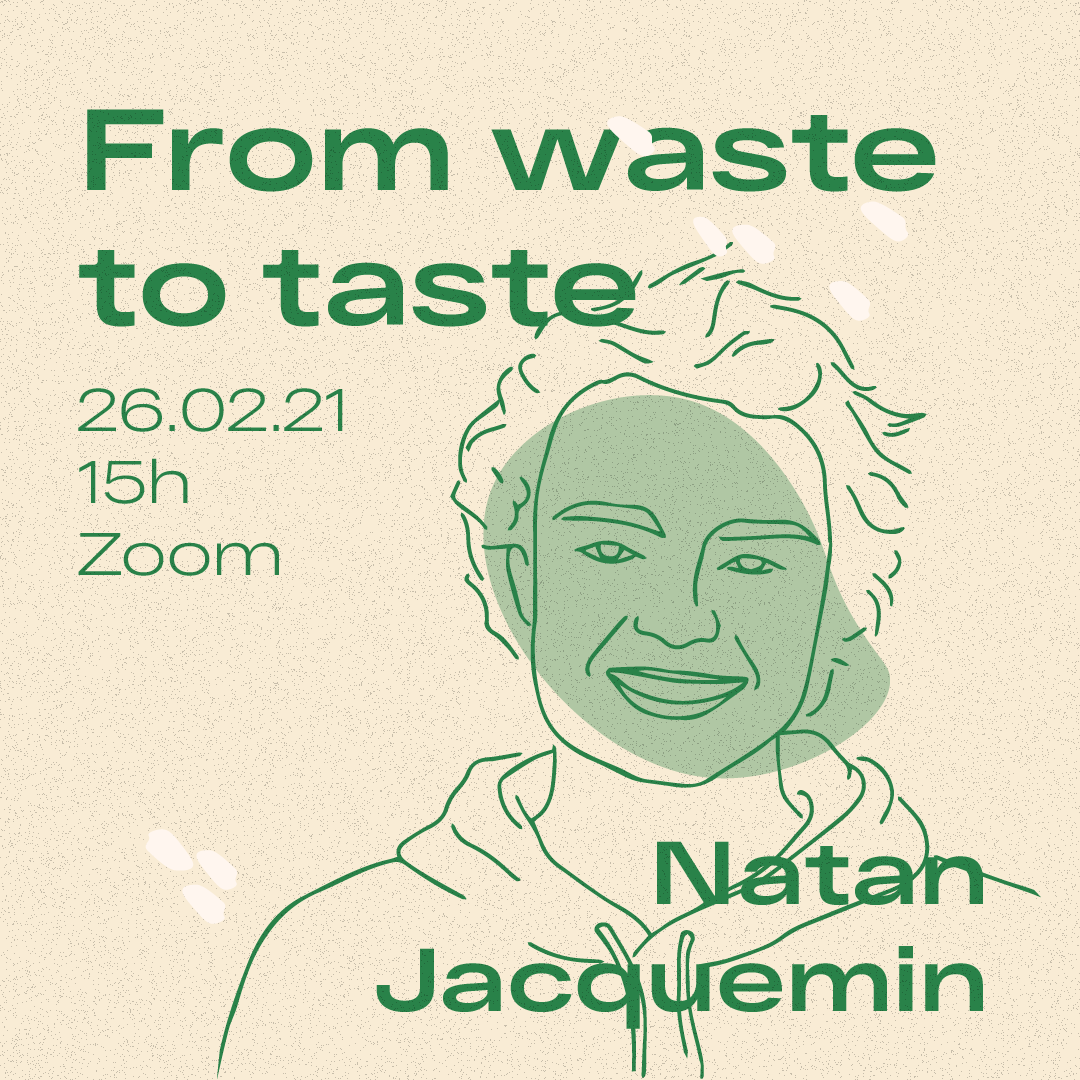 From waste
to taste
26.02.21
15h
Zoom
Natan
Jacquemin